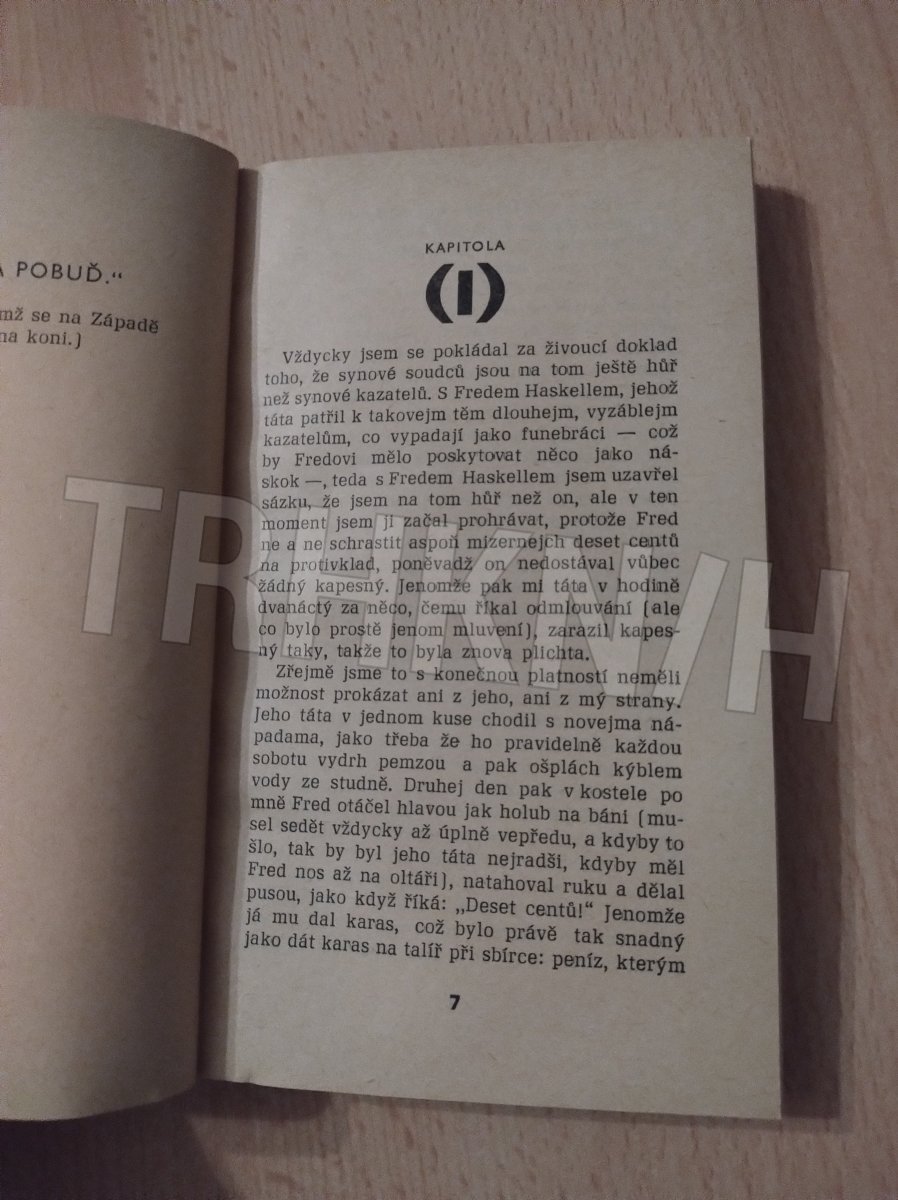 A POBUĎ.“
mž se na Západě
na koni.)
KAPITOLA
(I)
Vždycky jsem se pokládal za živoucí doklad
toho, že synové soudců jsou na tom ještě hůř
než synové kazatelů. S Fredem Haskellem, jehož
táta patřil k takovejm těm dlouhejm, vyzáblejm
kazatelům, co vypadají jako funebráci — což
by Fredovi mělo poskytovat něco jako ná-
skok —, teda s Fredem Haskellem jsem uzavřel
sázku, že jsem na tom hůř než on, ale v ten
moment jsem ji začal prohrávat, protože Fred
ne a ne schrastit aspoň mizernejch deset centů
na protivklad, poněvadž on nedostával vůbec
žádný kapesný. Jenomže pak mi táta v hodině
dvanáctý za něco, čemu říkal odmlouvání (ale
co bylo prostě jenom mluvení), zarazil kapes-
ný taky, takže to byla znova plichta.
Zřejmě jsme to s konečnou platností neměli
možnost prokázat ani z jeho, ani z mý strany.
Jeho táta v jednom kuse chodil s novejma ná-
padama, jako třeba že ho pravidelně každou
sobotu vydrh pemzou a pak ošplách kýblem
vody ze studně. Druhej den pak v kostele po
mně Fred otáčel hlavou jak holub na báni (mu-
sel sedět vždycky až úplně vepředu, a kdyby to
šlo, tak by byl jeho táta nejradši, kdyby měl
Fred nos až na oltáři), natahoval ruku a dělal
pusou, jako když říká: „Deset centů!“ Jenomže
já mu dal karas, což bylo právě tak snadný
jako dát karas na talíř při sbírce: peníz, kterým
7
TRHKNIH